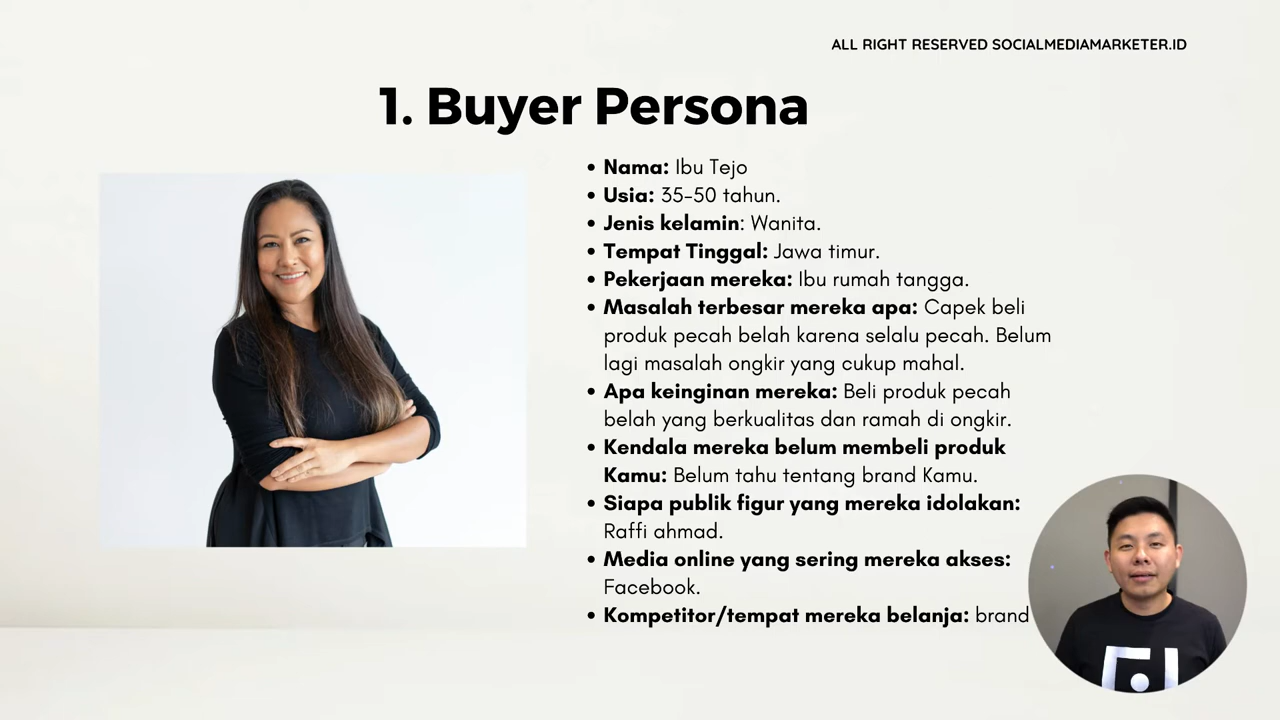 ALL RIGHT RESERVED SOCIALMEDIAMARKETER.ID
1. Buyer Persona
• Nama: Ibu Tejo
• Usia: 35-50 tahun.
• Jenis kelamin: Wanita.
• Tempat Tinggal: Jawa timur.
• Pekerjaan mereka: Ibu rumah tangga.
• Masalah terbesar mereka apa: Capek beli
produk pecah belah karena selalu pecah. Belum
lagi masalah ongkir yang cukup mahal.
• Apa keinginan mereka: Beli produk pecah
belah yang berkualitas dan ramah di ongkir.
• Kendala mereka belum membeli produk
Kamu: Belum tahu tentang brand Kamu.
• Siapa publik figur yang mereka idolakan:
Raffi ahmad.
• Media online yang sering mereka akses:
Facebook.
• Kompetitor/tempat mereka belanja: brand